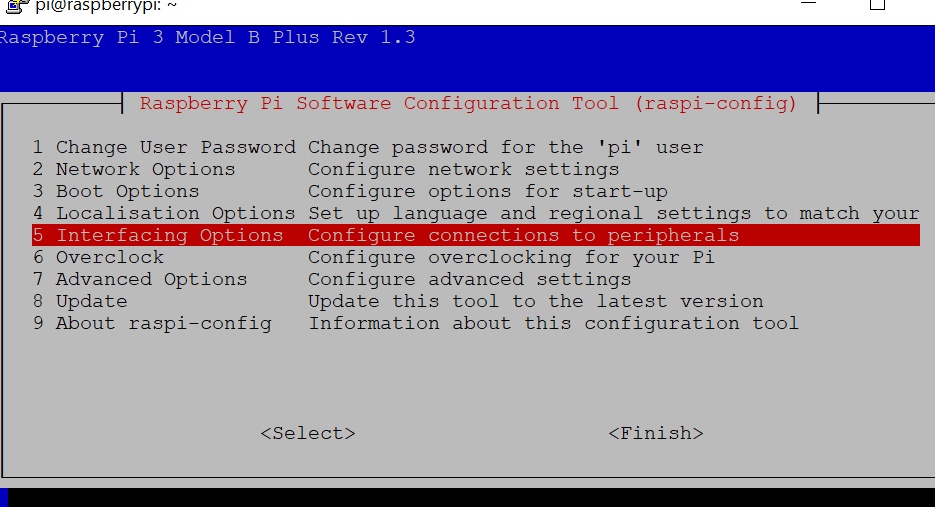 pi@raspberrypi: ~
Raspberry Pi 3 Model B Plus Rev 1.3
Raspberry Pi Software Configuration Tool (raspi-config)
1 Change User Password Change password for the 'pi' user
2 Network Options Configure network settings
3 Boot Options Configure options for start-up
4 Localisation Options Set up language and regional settings to match your
5 Interfacing Options Configure connections to peripherals
6 Overclock Configure overclocking for your Pi
7 Advanced Options Configure advanced settings
8 Update Update this tool to the latest version
9 About raspi-config Information about this configuration tool
<Select> <Finish>